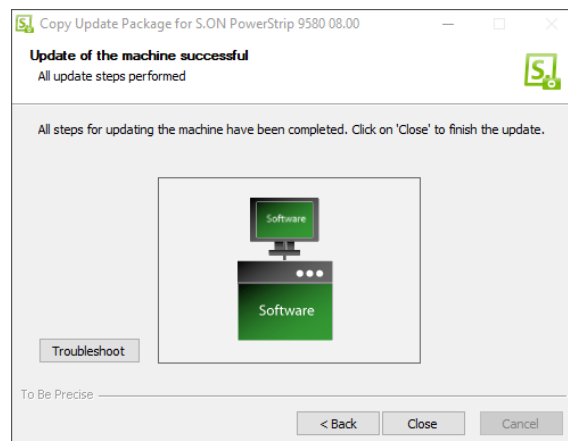 S.
Copy Update Package for S.ON PowerStrip 9580 08.00
Update of the machine successful
All update steps performed
S.
All steps for updating the machine have been completed. Click on 'Close' to finish the update.
Software
Software
Troubleshoot
To Be Precise
< Back
Close
Cancel